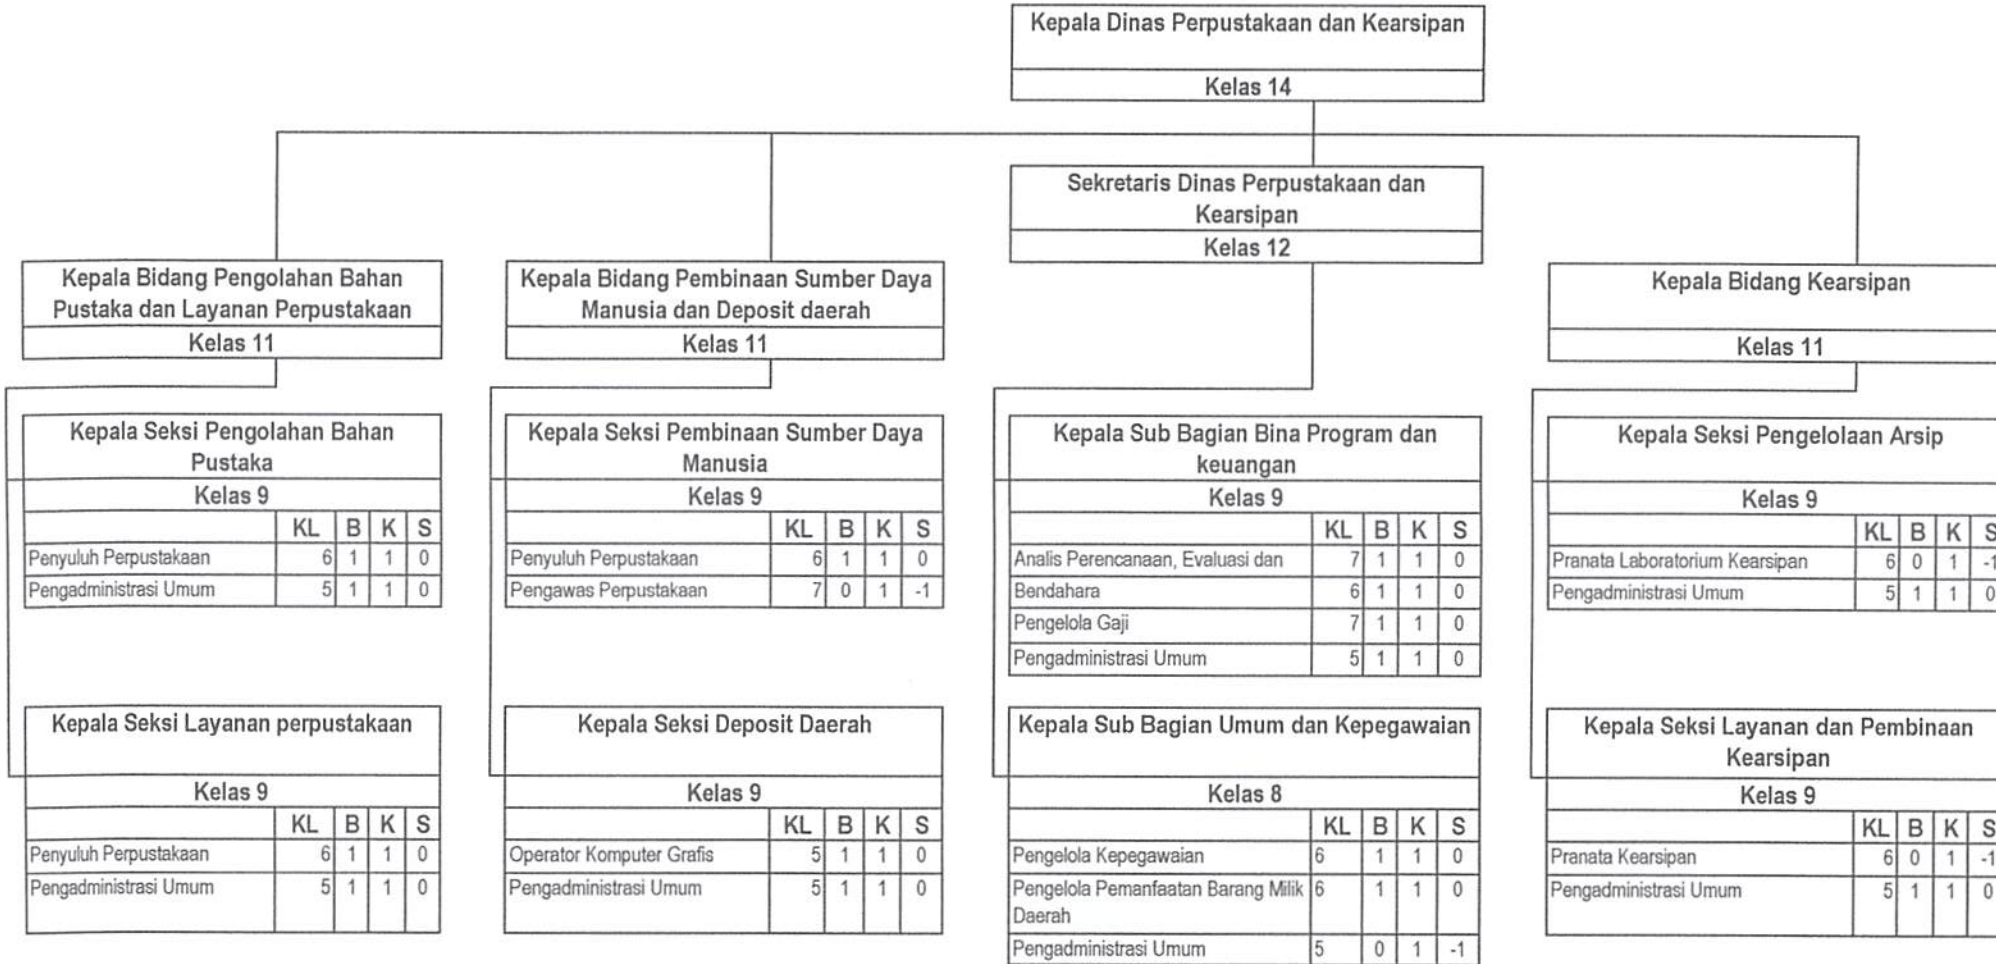 Kepala Dinas Perpustakaan dan Kearsipan
Kelas 14
Sekretaris Dinas Perpustakaan dan
Kearsipan
Kelas 12
Kepala Bidang Pengolahan Bahan
Pustaka dan Layanan Perpustakaan
Kelas 11
Kepala Bidang Pembinaan Sumber Daya
Manusia dan Deposit daerah
Kelas 11
Kepala Bidang Kearsipan
Kelas 11
Kepala Seksi Pengolahan Bahan
Pustaka
Kelas 9
KL B K S
Penyuluh Perpustakaan 6 1 1 0
Pengadministrasi Umum 5 1 1 0
Kepala Seksi Pembinaan Sumber Daya
Manusia
Kelas 9
KL B K S
Penyuluh Perpustakaan 6 1 1 0
Pengawas Perpustakaan 7 0 1 -1
Kepala Sub Bagian Bina Program dan
keuangan
Kelas 9
KL B K S
Analis Perencanaan, Evaluasi dan 7 1 1 0
Bendahara 6 1 1 0
Pengelola Gaji 7 1 1 0
Pengadministrasi Umum 5 1 1 0
Kepala Seksi Pengelolaan Arsip
Kelas 9
KL B K S
Pranata Laboratorium Kearsipan 6 0 1 -1
Pengadministrasi Umum 5 1 1 0
Kepala Seksi Layanan perpustakaan
Kelas 9
KL B K S
Penyuluh Perpustakaan 6 1 1 0
Pengadministrasi Umum 5 1 1 0
Kepala Seksi Deposit Daerah
Kelas 9
KL B K S
Operator Komputer Grafis 5 1 1 0
Pengadministrasi Umum 5 1 1 0
Kepala Sub Bagian Umum dan Kepegawaian
Kelas 8
KL B K S
Pengelola Kepegawaian 6 1 1 0
Pengelola Pemanfaatan Barang Milik 6 1 1 0
Daerah
Pengadministrasi Umum 5 0 1 -1
Kepala Seksi Layanan dan Pembinaan
Kearsipan
Kelas 9
KL B K S
Pranata Kearsipan 6 0 1 -1
Pengadministrasi Umum 5 1 1 0